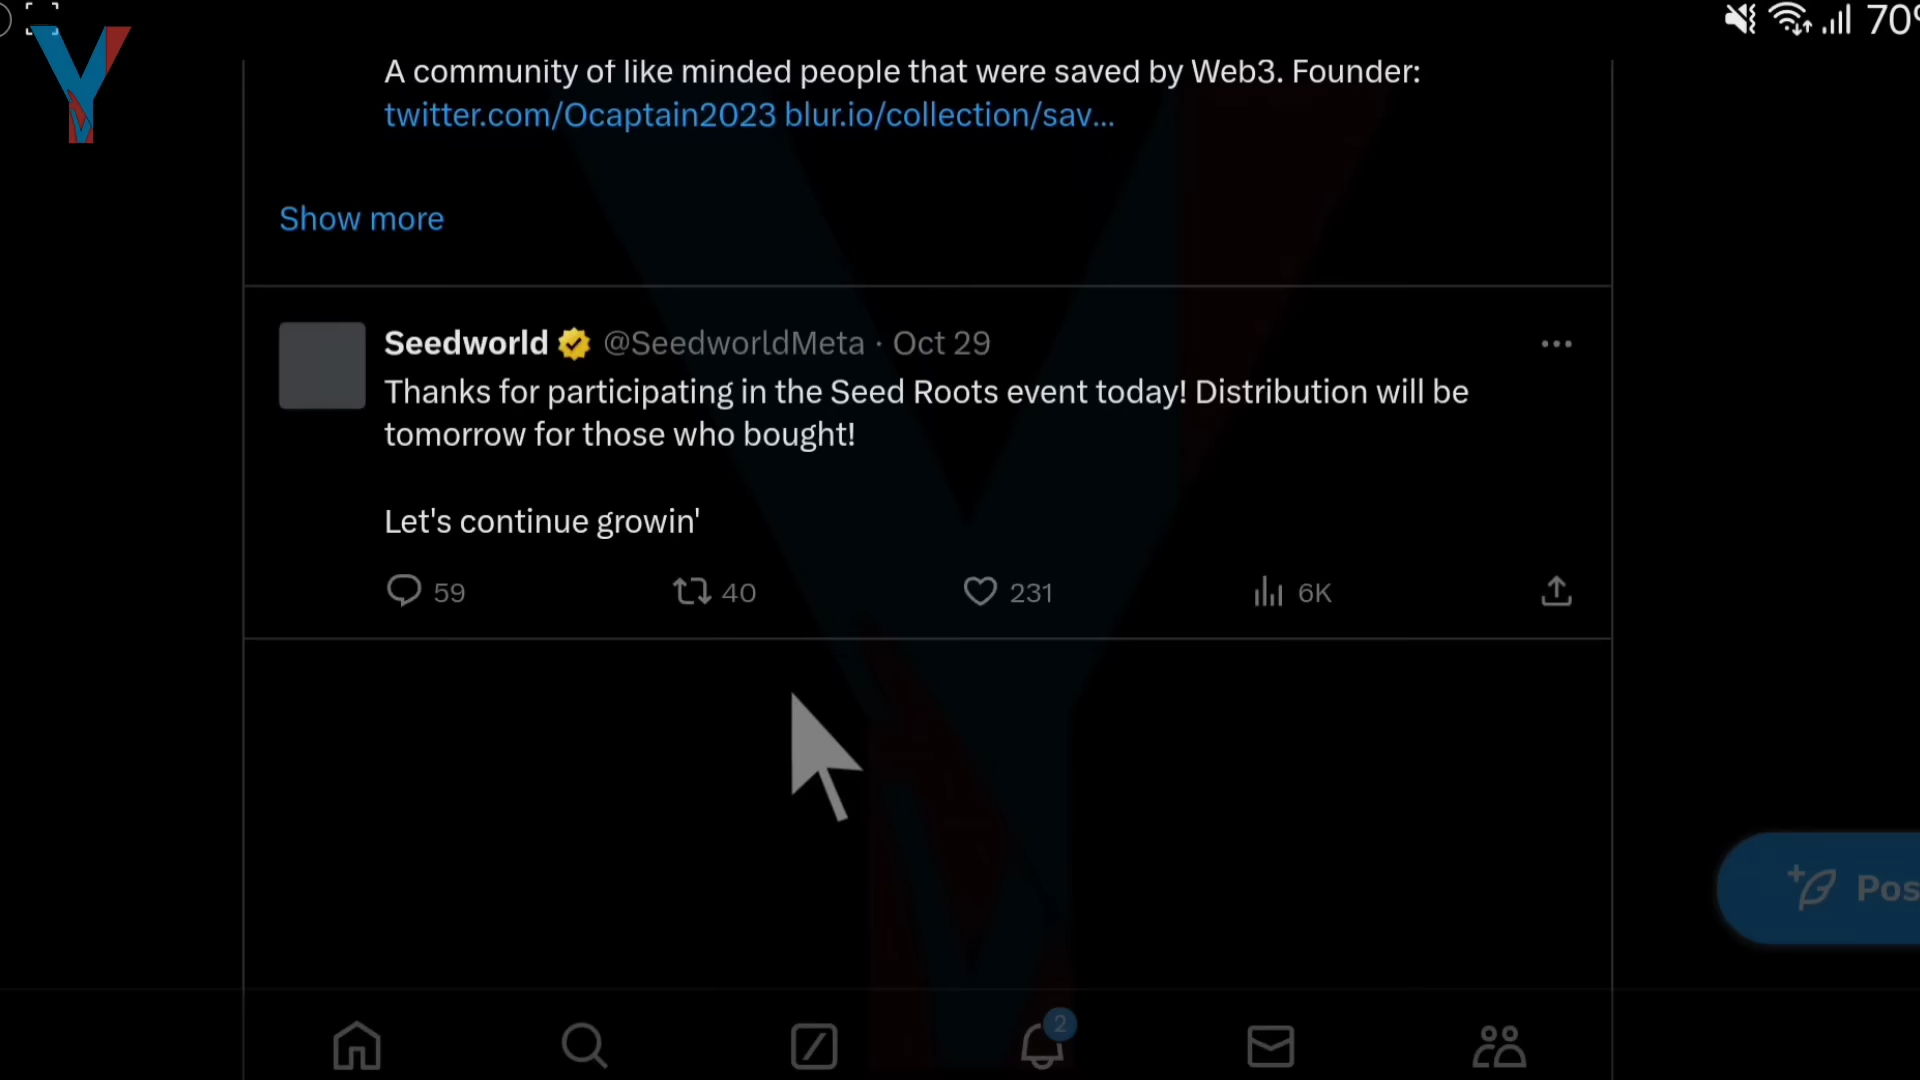 70%
A community of like minded people that were saved by Web3. Founder:
twitter.com/Ocaptain2023 blur.io/collection/sav...
Show more
Seedworld @SeedworldMeta · Oct 29
Thanks for participating in the Seed Roots event today! Distribution will be
tomorrow for those who bought!
Let's continue growin'
59 40 231 6K
Pos
2